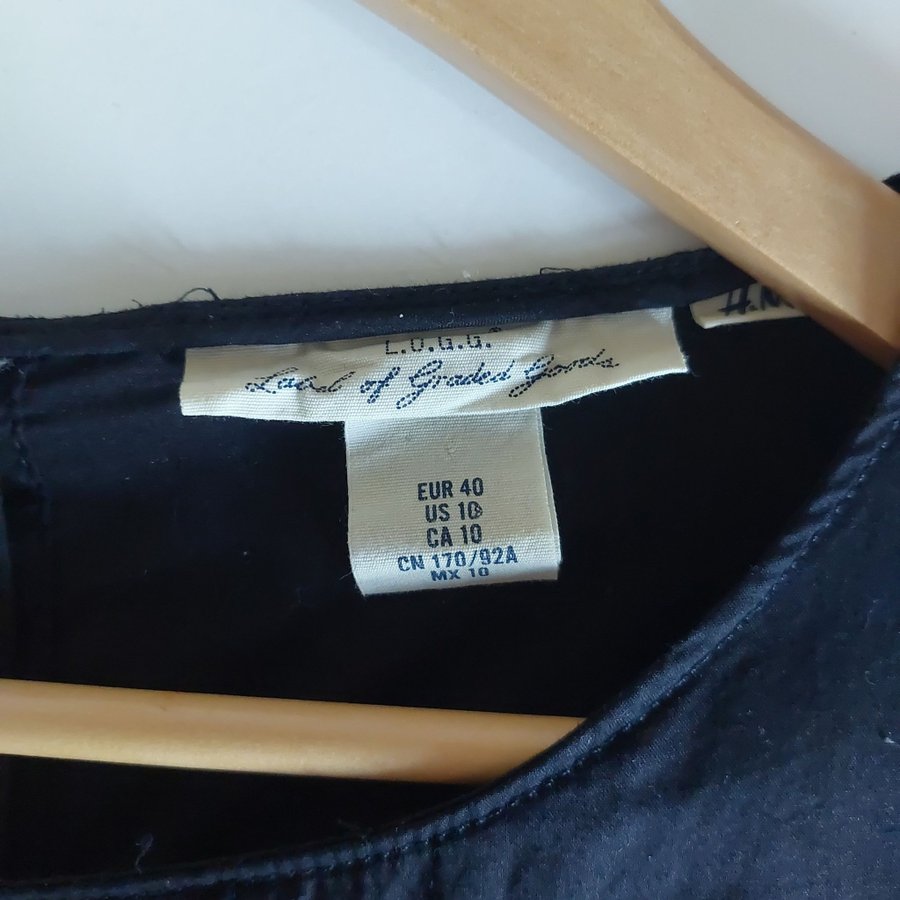 L.O.G.G.®
Label of Graded Goods
H.M
EUR 40
US 10
CA 10
CN 170/92A
MX 10